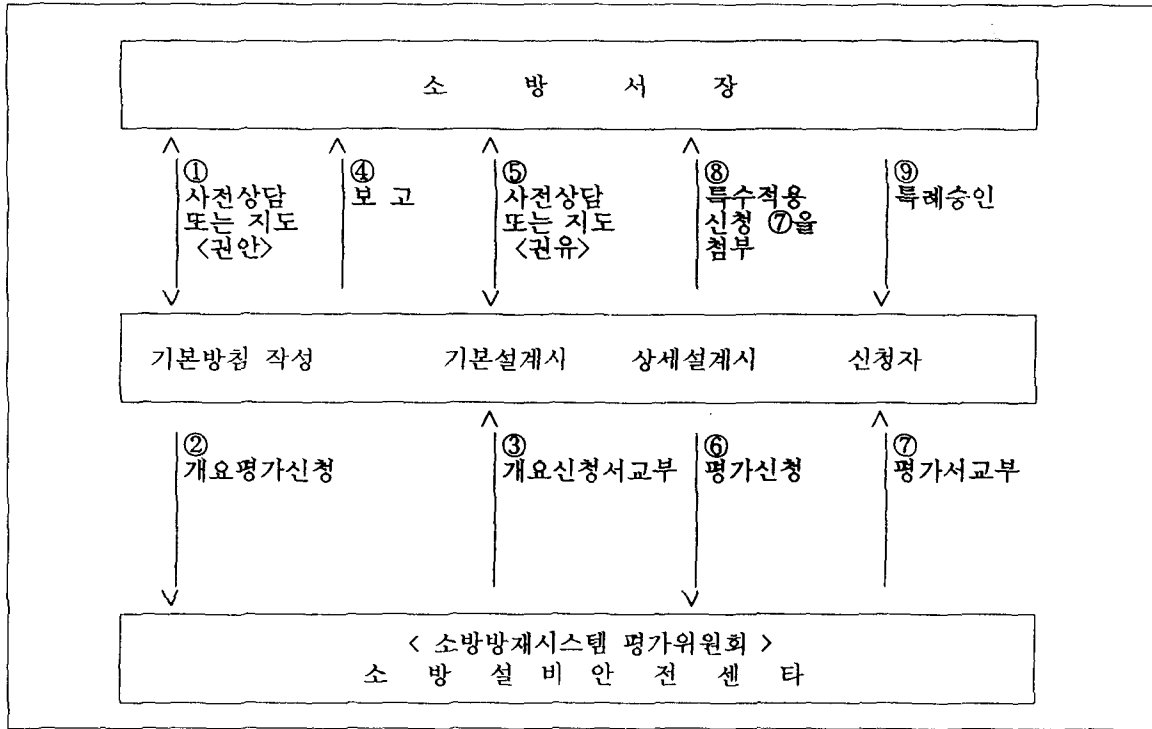 소 방 서 장
①
사전상담
또는 지도
<권안>
④
보 고
⑤
사전상담
또는 지도
<권유>
⑧
특수적용
신청 ⑦을
첨부
⑨
특례승인
기본방침 작성 기본설계시 상세설계시 신청자
②
개요평가신청
③
개요신청서교부
⑥
평가신청
⑦
평가서교부
< 소방방재시스템 평가위원회 >
소 방 설 비 안 전 센 타